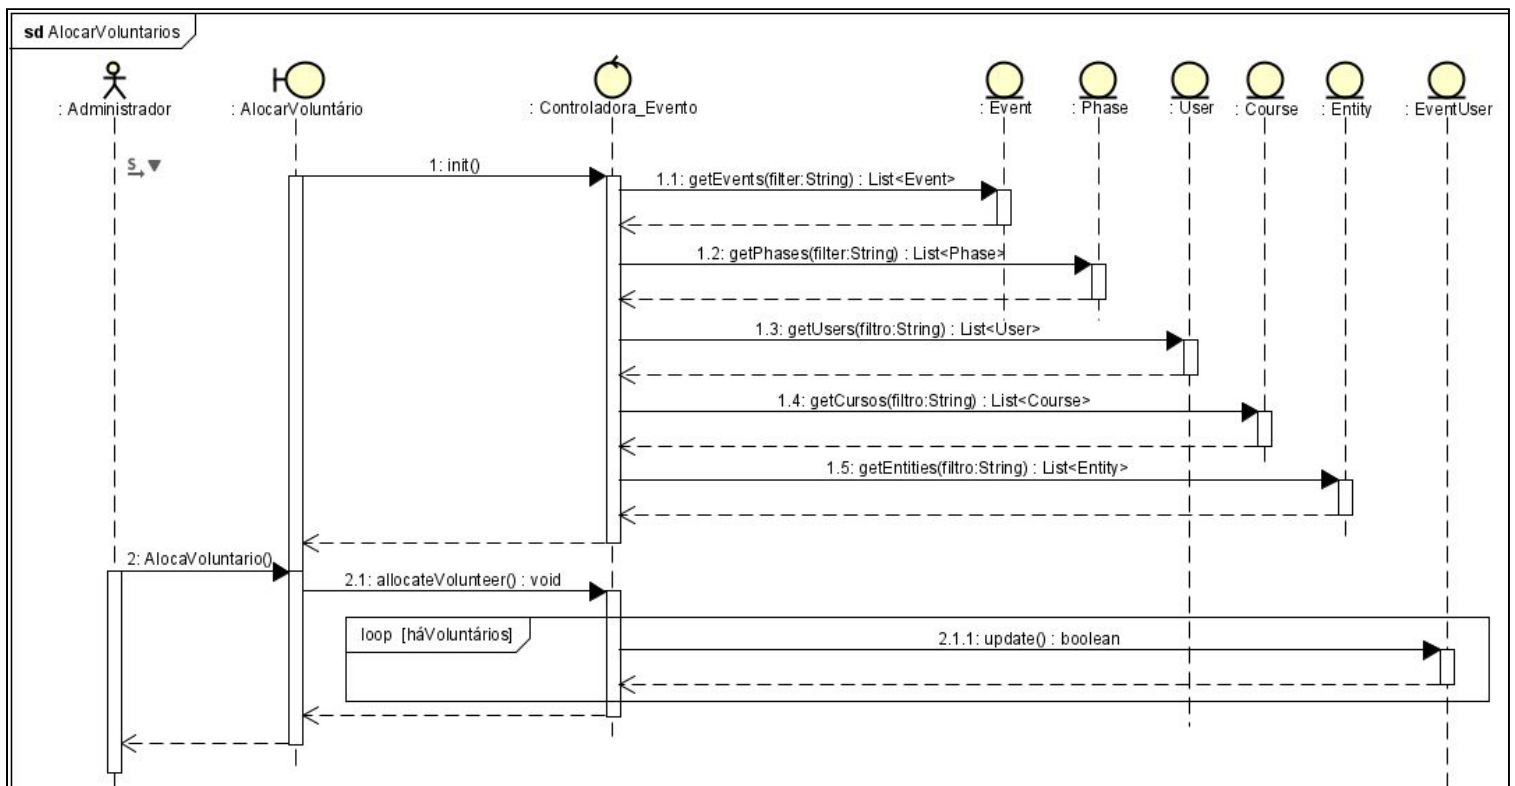 sd AlocarVoluntarios
: Administrador
: AlocarVoluntário
: Controladora_Evento
: Event
: Phase
: User
: Course
: Entity
: EventUser
S
1: init()
1.1: getEvents(filter:String) : List<Event>
1.2: getPhases(filter:String) : List<Phase>
1.3: getUsers(filtro:String) : List<User>
1.4: getCursos(filtro:String) : List<Course>
1.5: getEntities(filtro:String) : List<Entity>
2: AlocaVoluntario()
2.1: allocateVolunteer() : void
loop [háVoluntários]
2.1.1: update() : boolean